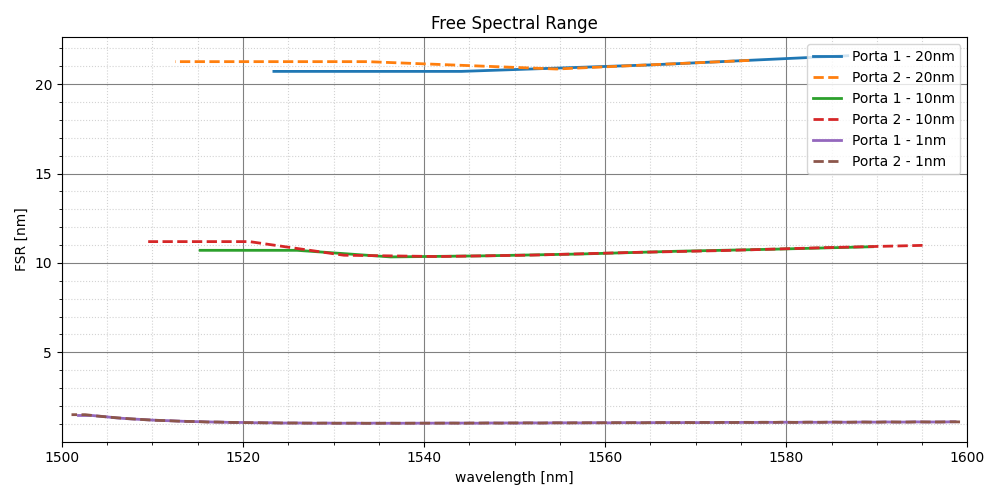 Free Spectral Range
FSR [nm]
20
15
10
5
Porta 1 - 20nm
Porta 2 - 20nm
Porta 1 - 10nm
Porta 2 - 10nm
Porta 1 - 1nm
Porta 2 - 1nm
1500 1520 1540 1560 1580 1600
wavelength [nm]